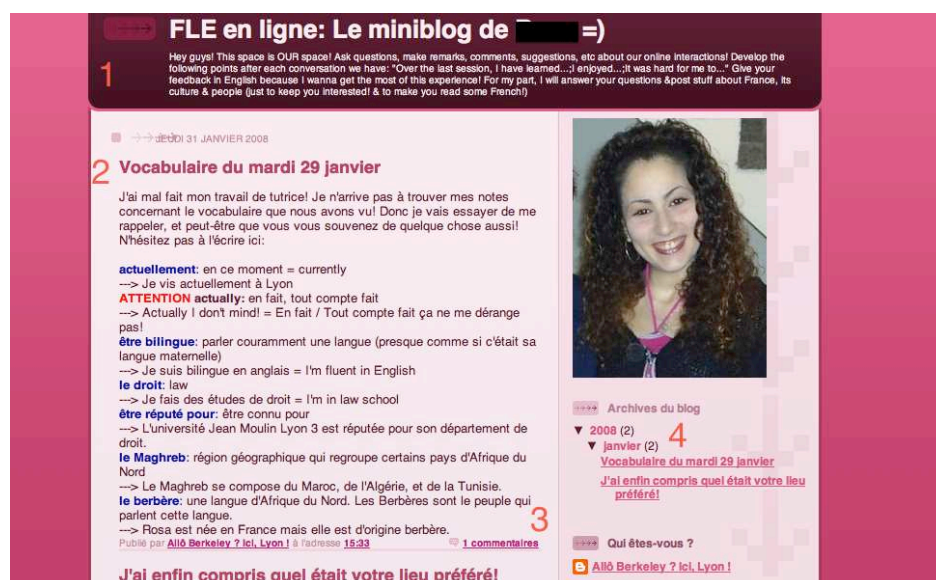 FLE en ligne: Le miniblog de =)
1
Hey guys! This space is OUR space! Ask questions, make remarks, comments, suggestions, etc about our online interactions! Develop the
following points after each conversation we have: "Over the last session, I have learned...;I enjoyed...;it was hard for me to..." Give your
feedback in English because I wanna get the most of this experience! For my part, I will answer your questions &post stuff about France, its
culture & people (just to keep you interested! & to make you read some French!)
JEUDI 31 JANVIER 2008
2
Vocabulaire du mardi 29 janvier
J'ai mal fait mon travail de tutrice! Je n'arrive pas à trouver mes notes
concernant le vocabulaire que nous avons vu! Donc je vais essayer de me
rappeler, et peut-être que vous vous souvenez de quelque chose aussi!
N'hésitez pas à l'écrire ici:
actuellement: en ce moment = currently
---> Je vis actuellement à Lyon
ATTENTION actually: en fait, tout compte fait
---> Actually I don't mind! = En fait / Tout compte fait ça ne me dérange
pas!
être bilingue: parler couramment une langue (presque comme si c'était sa
langue maternelle)
---> Je suis bilingue en anglais = I'm fluent in English
le droit: law
---> Je fais des études de droit = I'm in law school
être réputé pour: être connu pour
---> L'université Jean Moulin Lyon 3 est réputée pour son département de
droit.
le Maghreb: région géographique qui regroupe certains pays d'Afrique du
Nord
---> Le Maghreb se compose du Maroc, de l'Algérie, et de la Tunisie.
le berbère: une langue d'Afrique du Nord. Les Berbères sont le peuple qui
parlent cette langue.
---> Rosa est née en France mais elle est d'origine berbère.
3
Publié par Allô Berkeley ? Ici, Lyon ! à l'adresse 15:33
1 commentaires
J'ai enfin compris quel était votre lieu préféré!
Archives du blog
4
▼ 2008 (2)
▼ janvier (2)
Vocabulaire du mardi 29 janvier
J'ai enfin compris quel était votre lieu
préféré!
Qui êtes-vous ?
Allô Berkeley ? Ici, Lyon !